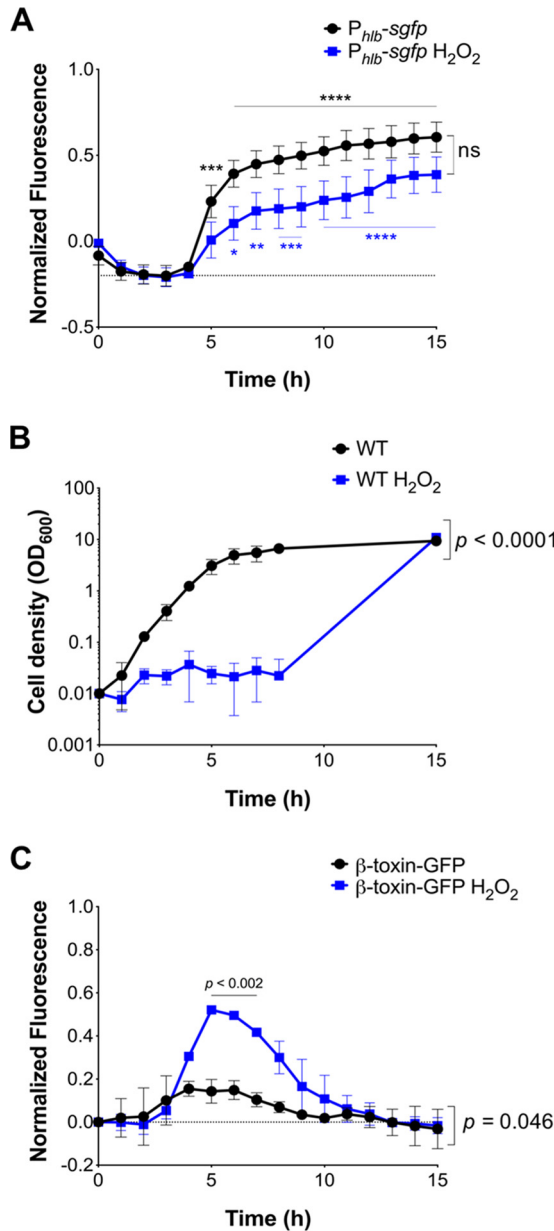 A
P_hlb-sgfp
P_hlb-sgfp H₂O₂
Normalized Fluorescence
1.0
0.5
0.0
-0.5
****
***
ns
* ** *** ****
0 5 10 15
Time (h)
B
WT
WT H₂O₂
Cell density (OD₆₀₀)
100
10
1
0.1
0.01
0.001
p < 0.0001
0 5 10 15
Time (h)
C
β-toxin-GFP
β-toxin-GFP H₂O₂
Normalized Fluorescence
1.0
0.8
0.6
0.4
0.2
0.0
-0.2
p < 0.002
p = 0.046
0 5 10 15
Time (h)